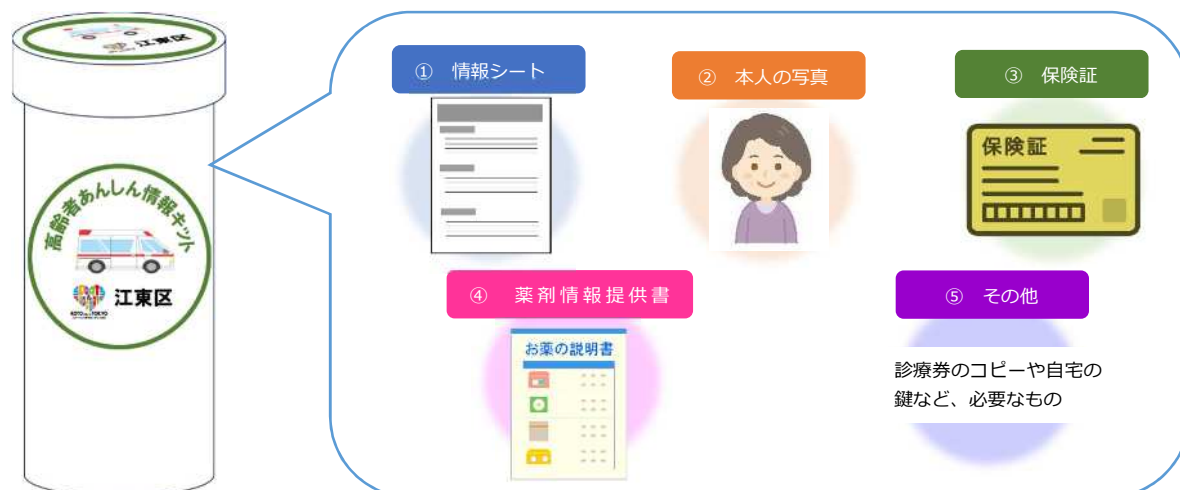 江東区
高齢者あんしん情報キット
江東区
① 情報シート
② 本人の写真
③ 保険証
保険証
④ 薬剤情報提供書
お薬の説明書
⑤ その他
診療券のコピーや自宅の
鍵など、必要なもの